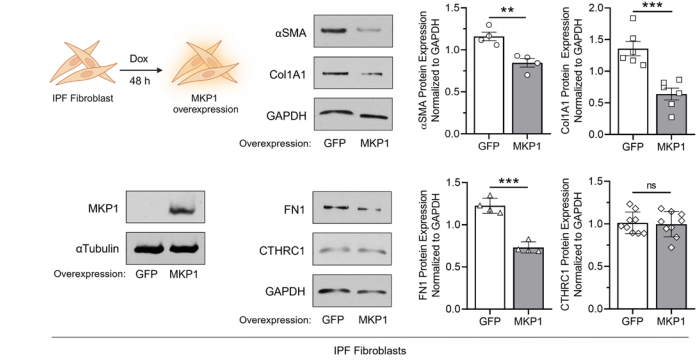 Dox
48 h
IPF Fibroblast
MKP1
overexpression
αSMA
Col1A1
GAPDH
Overexpression: GFP MKP1
αSMA Protein Expression
Normalized to GAPDH
1.5
1.0
0.5
0.0
**
GFP MKP1
Col1A1 Protein Expression
Normalized to GAPDH
2.0
1.5
1.0
0.5
0.0
***
GFP MKP1
MKP1
αTubulin
Overexpression: GFP MKP1
FN1
CTHRC1
GAPDH
Overexpression: GFP MKP1
FN1 Protein Expression
Normalized to GAPDH
1.5
1.0
0.5
0.0
***
GFP MKP1
CTHRC1 Protein Expression
Normalized to GAPDH
1.5
1.0
0.5
0.0
ns
GFP MKP1
IPF Fibroblasts